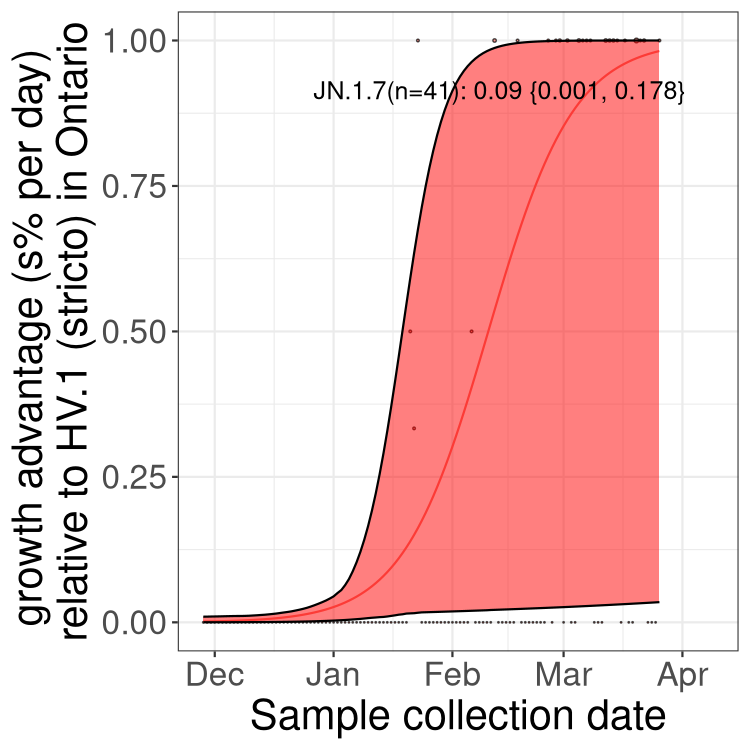 growth advantage (s% per day)
relative to HV.1 (stricto) in Ontario
1.00
0.75
0.50
0.25
0.00
JN.1.7(n=41): 0.09 {0.001, 0.178}
Dec
Jan
Feb
Mar
Apr
Sample collection date